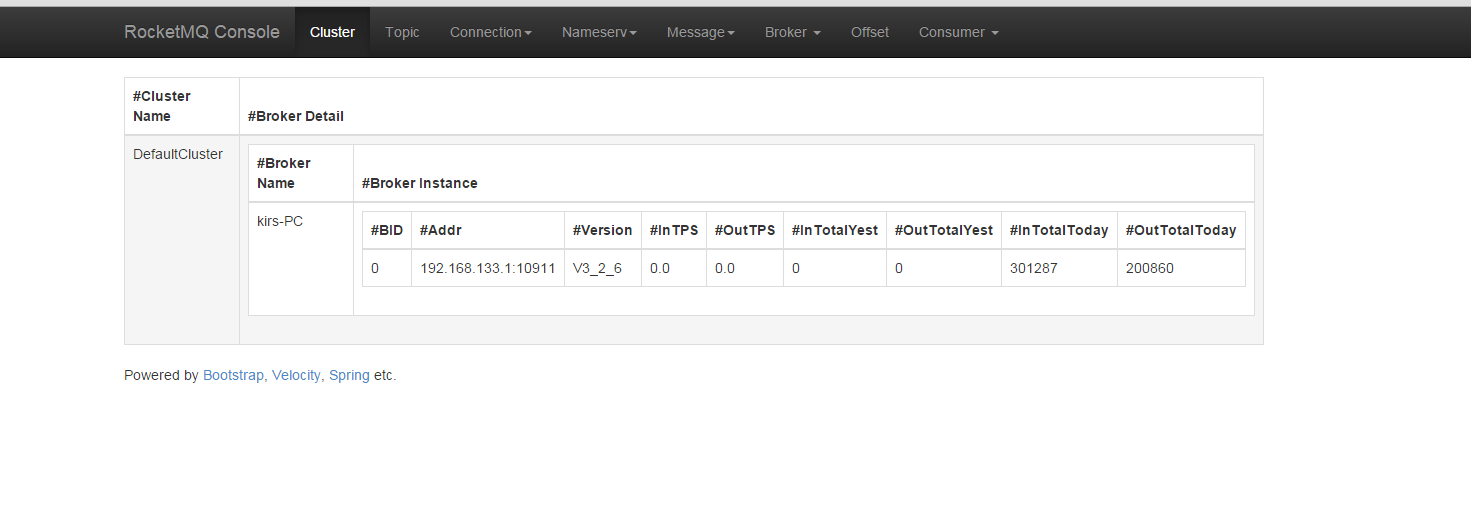 RocketMQ Console Cluster Topic Connection Nameserv Message Broker Offset Consumer
#Cluster
Name
#Broker Detail
DefaultCluster
#Broker
Name
#Broker Instance
kirs-PC
#BID #Addr #Version #InTPS #OutTPS #InTotalYest #OutTotalYest #InTotalToday #OutTotalToday
0 192.168.133.1:10911 V3_2_6 0.0 0.0 0 0 301287 200860
Powered by Bootstrap, Velocity, Spring etc.